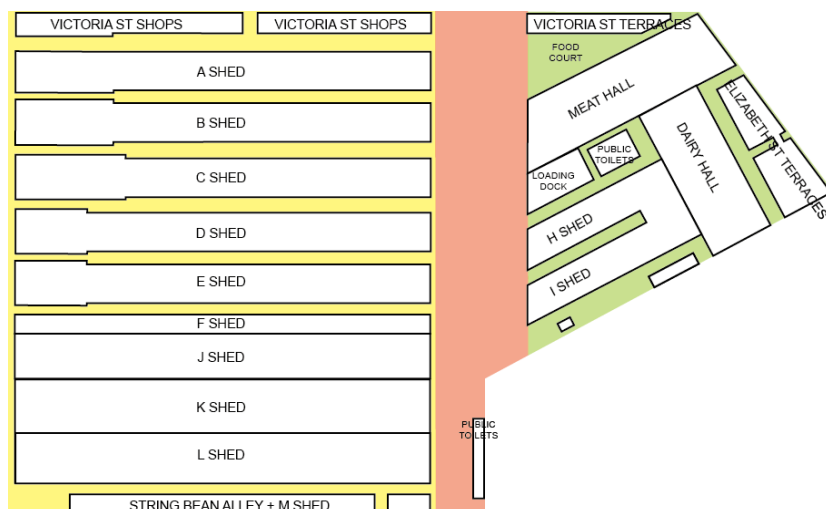 VICTORIA ST SHOPS
VICTORIA ST SHOPS
VICTORIA ST TERRACES
FOOD
COURT
A SHED
MEAT HALL
B SHED
ELIZABETH ST TERRACES
DAIRY HALL
PUBLIC
TOILETS
C SHED
LOADING
DOCK
D SHED
H SHED
E SHED
I SHED
F SHED
J SHED
K SHED
PUBLIC
TOILETS
L SHED
STRING BEAN ALLEY + M SHED